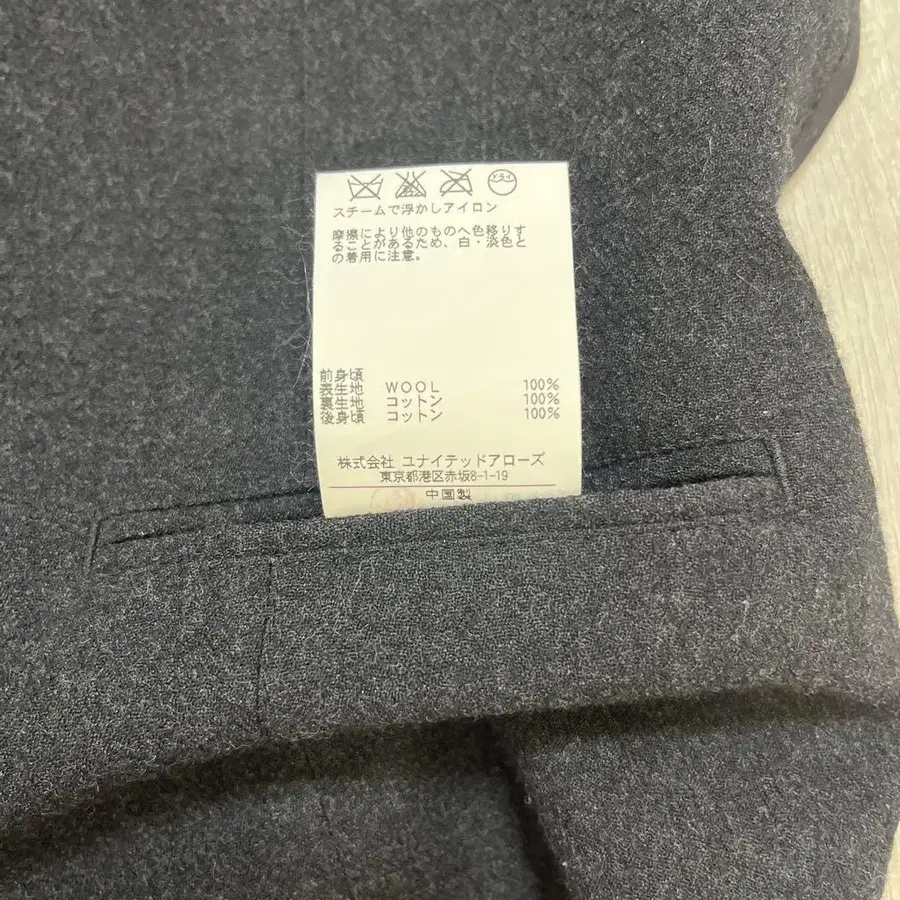 ドライ
スチームで浮かしアイロン
摩擦により他のものへ色移りす
ることがあるため、白・淡色と
の着用に注意。
前身頃
表生地 WOOL 100%
裏生地 コットン 100%
後身頃 コットン 100%
株式会社 ユナイテッドアローズ
東京都港区赤坂8-1-19
中国製